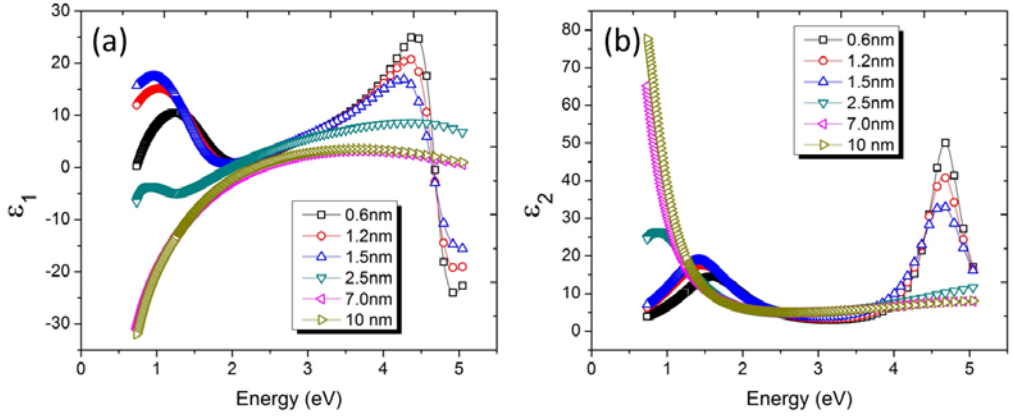 (a)
30
20
10
0
-10
-20
-30
ε1
0.6nm
1.2nm
1.5nm
2.5nm
7.0nm
10 nm
0 1 2 3 4 5
Energy (eV)
(b)
80
70
60
50
40
30
20
10
0
ε2
0.6nm
1.2nm
1.5nm
2.5nm
7.0nm
10 nm
0 1 2 3 4 5
Energy (eV)